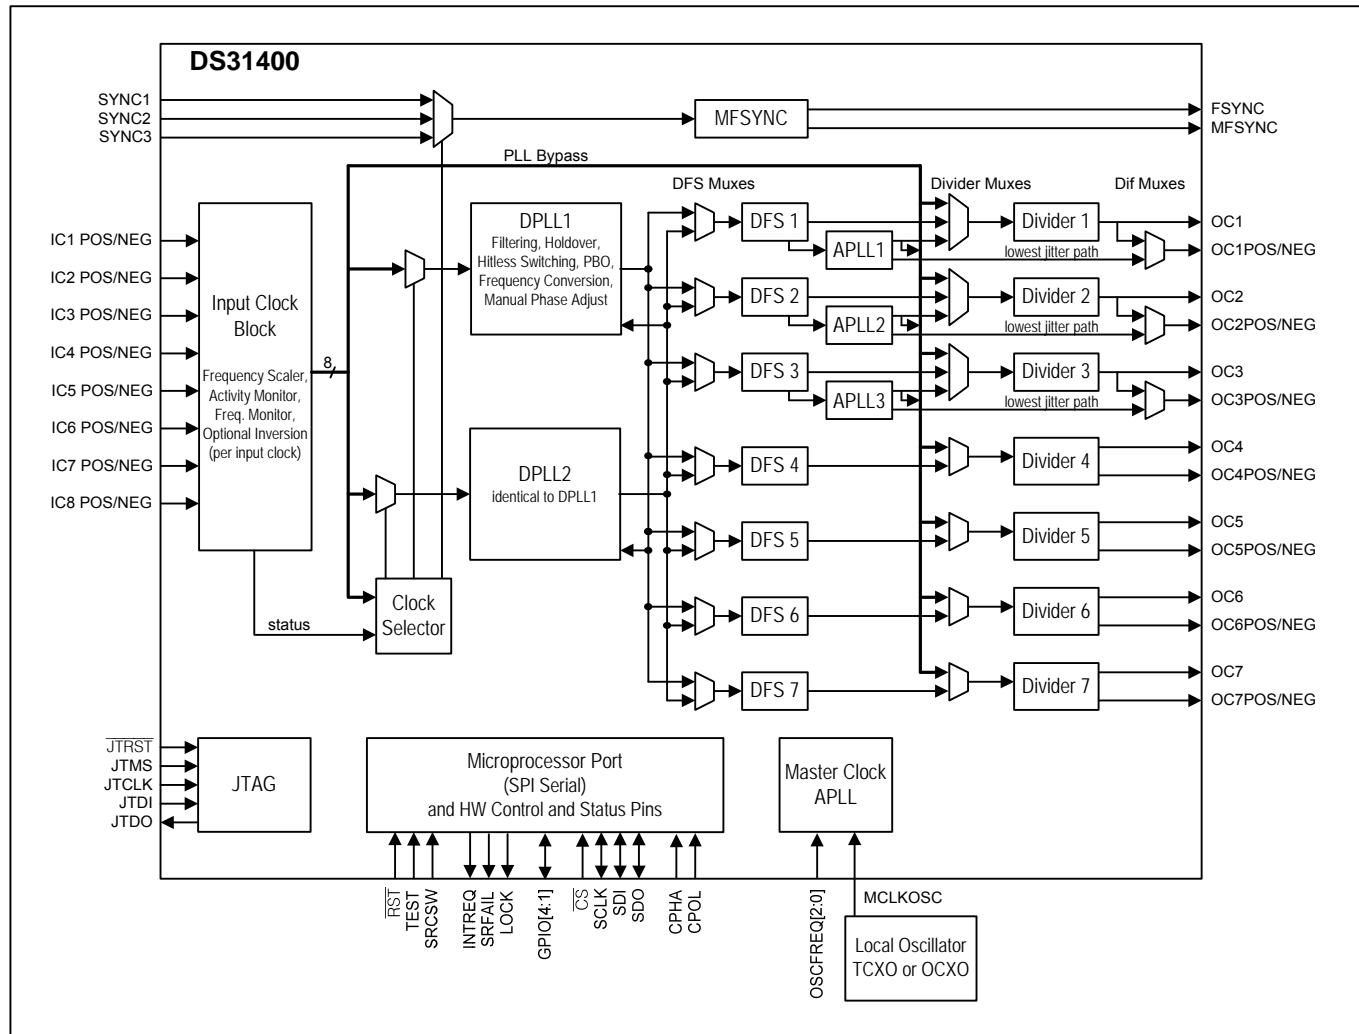 DS31400
SYNC1
SYNC2
SYNC3
MFSYNC
FSYNC
MFSYNC
PLL Bypass
DFS Muxes
Divider Muxes
Dif Muxes
IC1 POS/NEG
IC2 POS/NEG
IC3 POS/NEG
IC4 POS/NEG
IC5 POS/NEG
IC6 POS/NEG
IC7 POS/NEG
IC8 POS/NEG
Input Clock
Block
Frequency Scaler,
Activity Monitor,
Freq. Monitor,
Optional Inversion
(per input clock)
8
status
Clock
Selector
DPLL1
Filtering, Holdover,
Hitless Switching, PBO,
Frequency Conversion,
Manual Phase Adjust
DPLL2
identical to DPLL1
DFS 1
APLL1
lowest jitter path
Divider 1
OC1
OC1POS/NEG
DFS 2
APLL2
lowest jitter path
Divider 2
OC2
OC2POS/NEG
DFS 3
APLL3
lowest jitter path
Divider 3
OC3
OC3POS/NEG
DFS 4
Divider 4
OC4
OC4POS/NEG
DFS 5
Divider 5
OC5
OC5POS/NEG
DFS 6
Divider 6
OC6
OC6POS/NEG
DFS 7
Divider 7
OC7
OC7POS/NEG
JTRST
JTMS
JTCLK
JTDI
JTDO
JTAG
Microprocessor Port
(SPI Serial)
and HW Control and Status Pins
RST
TEST
SRCSW
INTREQ
SRFAIL
LOCK
GPIO[4:1]
CS
SCLK
SDI
SDO
CPHA
CPOL
Master Clock
APLL
OSCFREQ[2:0]
MCLKOSC
Local Oscillator
TCXO or OCXO